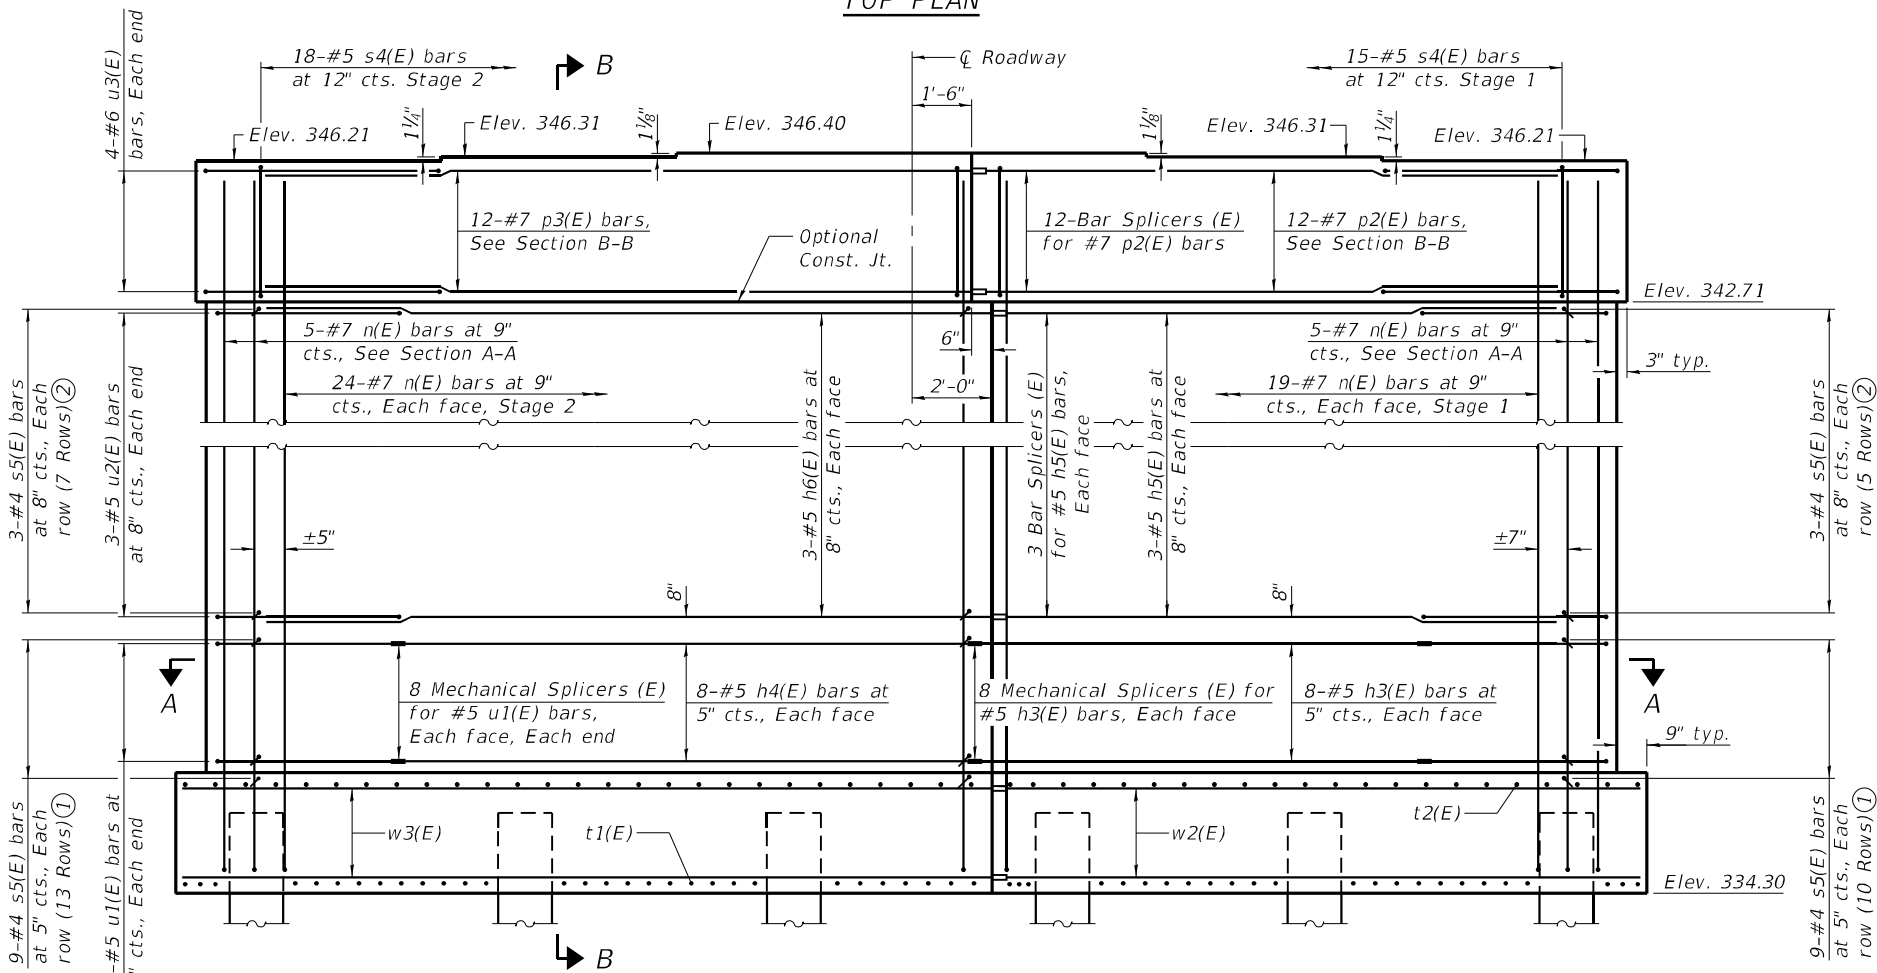 TOP PLAN
4-#6 u3(E)
bars, Each end
18-#5 s4(E) bars
at 12" cts. Stage 2
B
℄ Roadway
1'-6"
15-#5 s4(E) bars
at 12" cts. Stage 1
Elev. 346.21
1¼"
Elev. 346.31
1⅛"
Elev. 346.40
1⅛"
Elev. 346.31
1¼"
Elev. 346.21
12-#7 p3(E) bars,
See Section B-B
Optional
Const. Jt.
12-Bar Splicers (E)
for #7 p2(E) bars
12-#7 p2(E) bars,
See Section B-B
Elev. 342.71
5-#7 n(E) bars at 9"
cts., See Section A-A
6"
5-#7 n(E) bars at 9"
cts., See Section A-A
3" typ.
24-#7 n(E) bars at 9"
cts., Each face, Stage 2
2'-0"
19-#7 n(E) bars at 9"
cts., Each face, Stage 1
3-#4 s5(E) bars
at 8" cts., Each
row (7 Rows) ②
3-#5 u2(E) bars
at 8" cts., Each end
±5"
3-#5 h6(E) bars at
8" cts., Each face
3 Bar Splicers (E)
for #5 h5(E) bars,
Each face
3-#5 h5(E) bars at
8" cts., Each face
±7"
3-#4 s5(E) bars
at 8" cts., Each
row (5 Rows) ②
8"
8"
A
8 Mechanical Splicers (E)
for #5 u1(E) bars,
Each face, Each end
8-#5 h4(E) bars at
5" cts., Each face
8 Mechanical Splicers (E) for
#5 h3(E) bars, Each face
8-#5 h3(E) bars at
5" cts., Each face
A
9" typ.
9-#4 s5(E) bars
at 5" cts., Each
row (13 Rows) ①
-#5 u1(E) bars at
" cts., Each end
w3(E)
t1(E)
w2(E)
t2(E)
Elev. 334.30
9-#4 s5(E) bars
at 5" cts., Each
row (10 Rows) ①
B